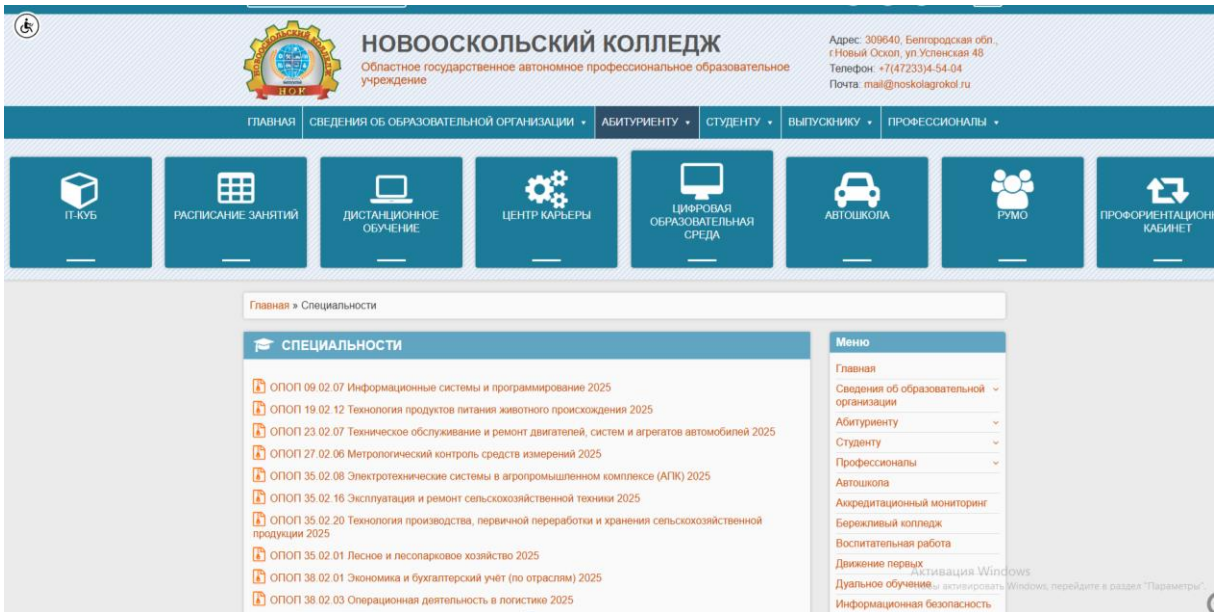 НОВООСКОЛЬСКИЙ КОЛЛЕДЖ
НОК
НОВООСКОЛЬСКИЙ КОЛЛЕДЖ
Областное государственное автономное профессиональное образовательное
учреждение
Адрес: 309640, Белгородская обл.,
г.Новый Оскол, ул.Успенская 48
Телефон: +7(47233)4-54-04
Почта: mail@noskolagrokol.ru
ГЛАВНАЯ СВЕДЕНИЯ ОБ ОБРАЗОВАТЕЛЬНОЙ ОРГАНИЗАЦИИ АБИТУРИЕНТУ СТУДЕНТУ ВЫПУСКНИКУ ПРОФЕССИОНАЛЫ
IT-КУБ
РАСПИСАНИЕ ЗАНЯТИЙ
ДИСТАНЦИОННОЕ
ОБУЧЕНИЕ
ЦЕНТР КАРЬЕРЫ
ЦИФРОВАЯ
ОБРАЗОВАТЕЛЬНАЯ
СРЕДА
АВТОШКОЛА
РУМО
ПРОФОРИЕНТАЦИОНН
КАБИНЕТ
Главная » Специальности
СПЕЦИАЛЬНОСТИ
ОПОП 09.02.07 Информационные системы и программирование 2025
ОПОП 19.02.12 Технология продуктов питания животного происхождения 2025
ОПОП 23.02.07 Техническое обслуживание и ремонт двигателей, систем и агрегатов автомобилей 2025
ОПОП 27.02.06 Метрологический контроль средств измерений 2025
ОПОП 35.02.08 Электротехнические системы в агропромышленном комплексе (АПК) 2025
ОПОП 35.02.16 Эксплуатация и ремонт сельскохозяйственной техники 2025
ОПОП 35.02.20 Технология производства, первичной переработки и хранения сельскохозяйственной
продукции 2025
ОПОП 35.02.01 Лесное и лесопарковое хозяйство 2025
ОПОП 38.02.01 Экономика и бухгалтерский учёт (по отраслям) 2025
ОПОП 38.02.03 Операционная деятельность в логистике 2025
Меню
Главная
Сведения об образовательной
организации
Абитуриенту
Студенту
Профессионалы
Автошкола
Аккредитационный мониторинг
Бережливый колледж
Воспитательная работа
Движение первых
Дуальное обучение
Информационная безопасность
Активация Windows
активировать Windows, перейдите в раздел "Параметры".